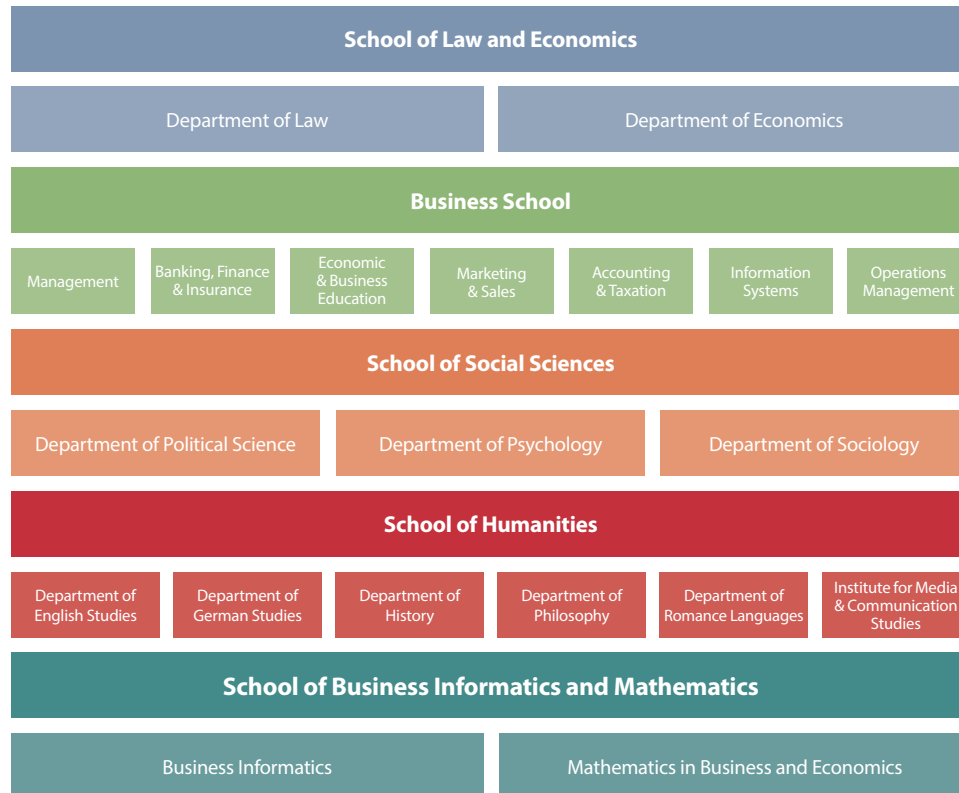 School of Law and Economics
Department of Law
Department of Economics
Business School
Management
Banking, Finance
& Insurance
Economic
& Business
Education
Marketing
& Sales
Accounting
& Taxation
Information
Systems
Operations
Management
School of Social Sciences
Department of Political Science
Department of Psychology
Department of Sociology
School of Humanities
Department of
English Studies
Department of
German Studies
Department of
History
Department of
Philosophy
Department of
Romance Languages
Institute for Media
& Communication
Studies
School of Business Informatics and Mathematics
Business Informatics
Mathematics in Business and Economics